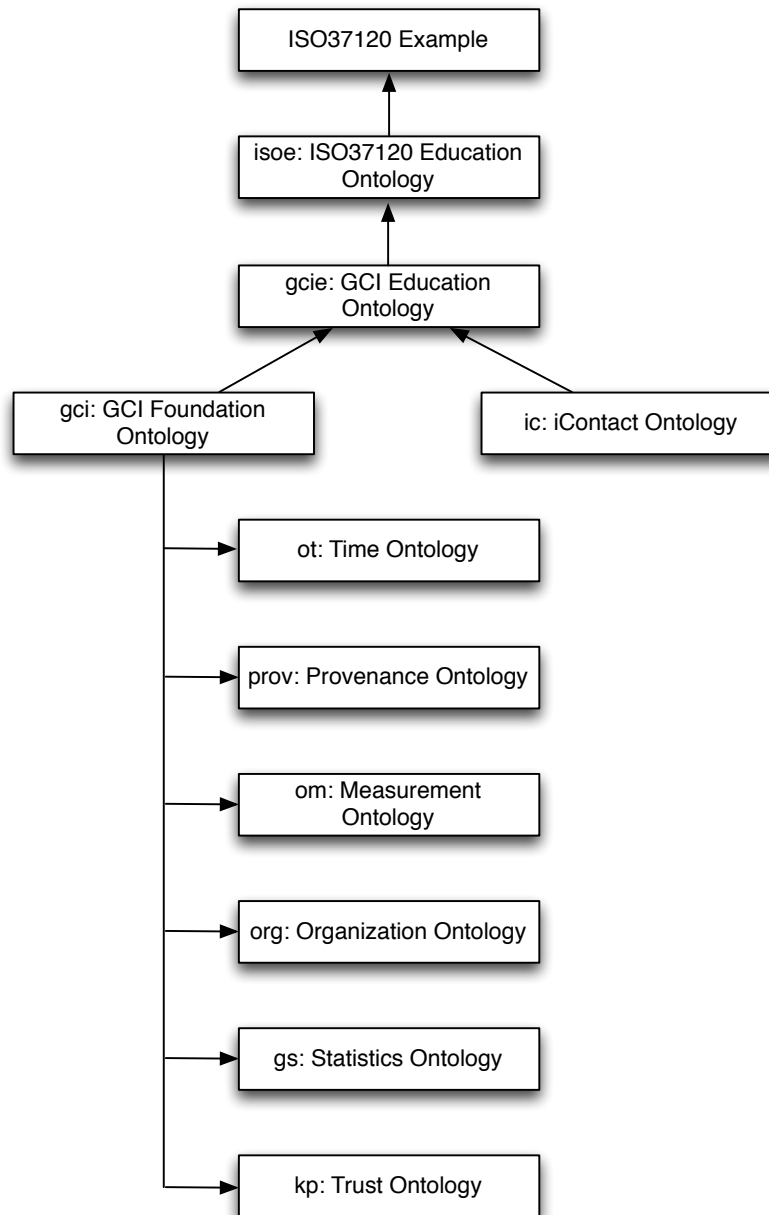 ISO37120 Example
isoe: ISO37120 Education
Ontology
gcie: GCI Education
Ontology
gci: GCI Foundation
Ontology
ic: iContact Ontology
ot: Time Ontology
prov: Provenance Ontology
om: Measurement
Ontology
org: Organization Ontology
gs: Statistics Ontology
kp: Trust Ontology